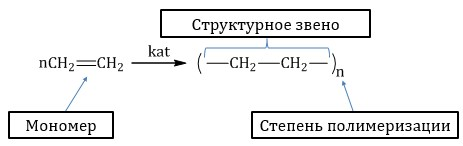 Структурное звено
nCH₂=CH₂ kat (—CH₂—CH₂—)n
Мономер
Степень полимеризации